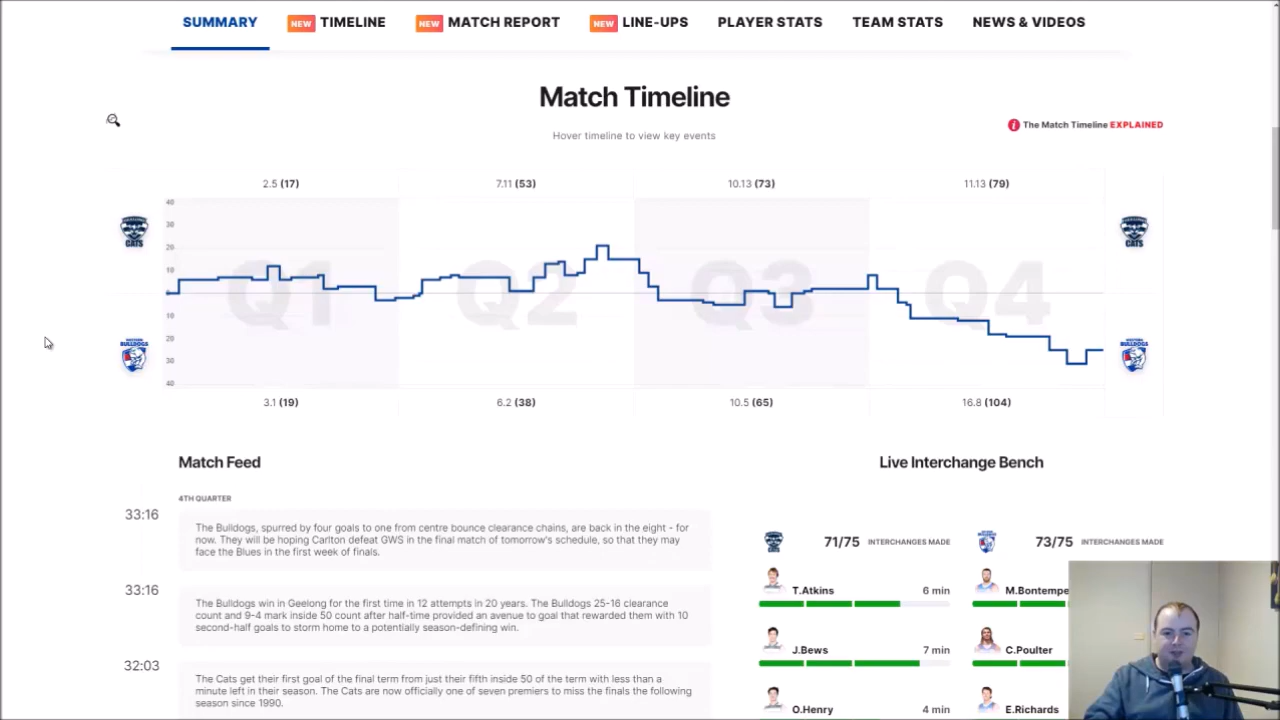 SUMMARY
NEW TIMELINE
NEW MATCH REPORT
NEW LINE-UPS
PLAYER STATS
TEAM STATS
NEWS & VIDEOS
Match Timeline
Hover timeline to view key events
i The Match Timeline EXPLAINED
2.5 (17)
7.11 (53)
10.13 (73)
11.13 (79)
40
30
20
10
0
10
20
30
40
CATS
BULLDOGS
Q1
Q2
Q3
Q4
CATS
BULLDOGS
3.1 (19)
6.2 (38)
10.5 (65)
16.8 (104)
Match Feed
4TH QUARTER
33:16
The Bulldogs, spurred by four goals to one from centre bounce clearance chains, are back in the eight - for
now. They will be hoping Carlton defeat GWS in the final match of tomorrow's schedule, so that they may
face the Blues in the first week of finals.
33:16
The Bulldogs win in Geelong for the first time in 12 attempts in 20 years. The Bulldogs 25-16 clearance
count and 9-4 mark inside 50 count after half-time provided an avenue to goal that rewarded them with 10
second-half goals to storm home to a potentially season-defining win.
32:03
The Cats get their first goal of the final term from just their fifth inside 50 of the term with less than a
minute left in their season. The Cats are now officially one of seven premiers to miss the finals the following
season since 1990.
Live Interchange Bench
71/75 INTERCHANGES MADE
73/75 INTERCHANGES MADE
T.Atkins 6 min
M.Bontempe
J.Bews 7 min
C.Poulter
O.Henry 4 min
E.Richards